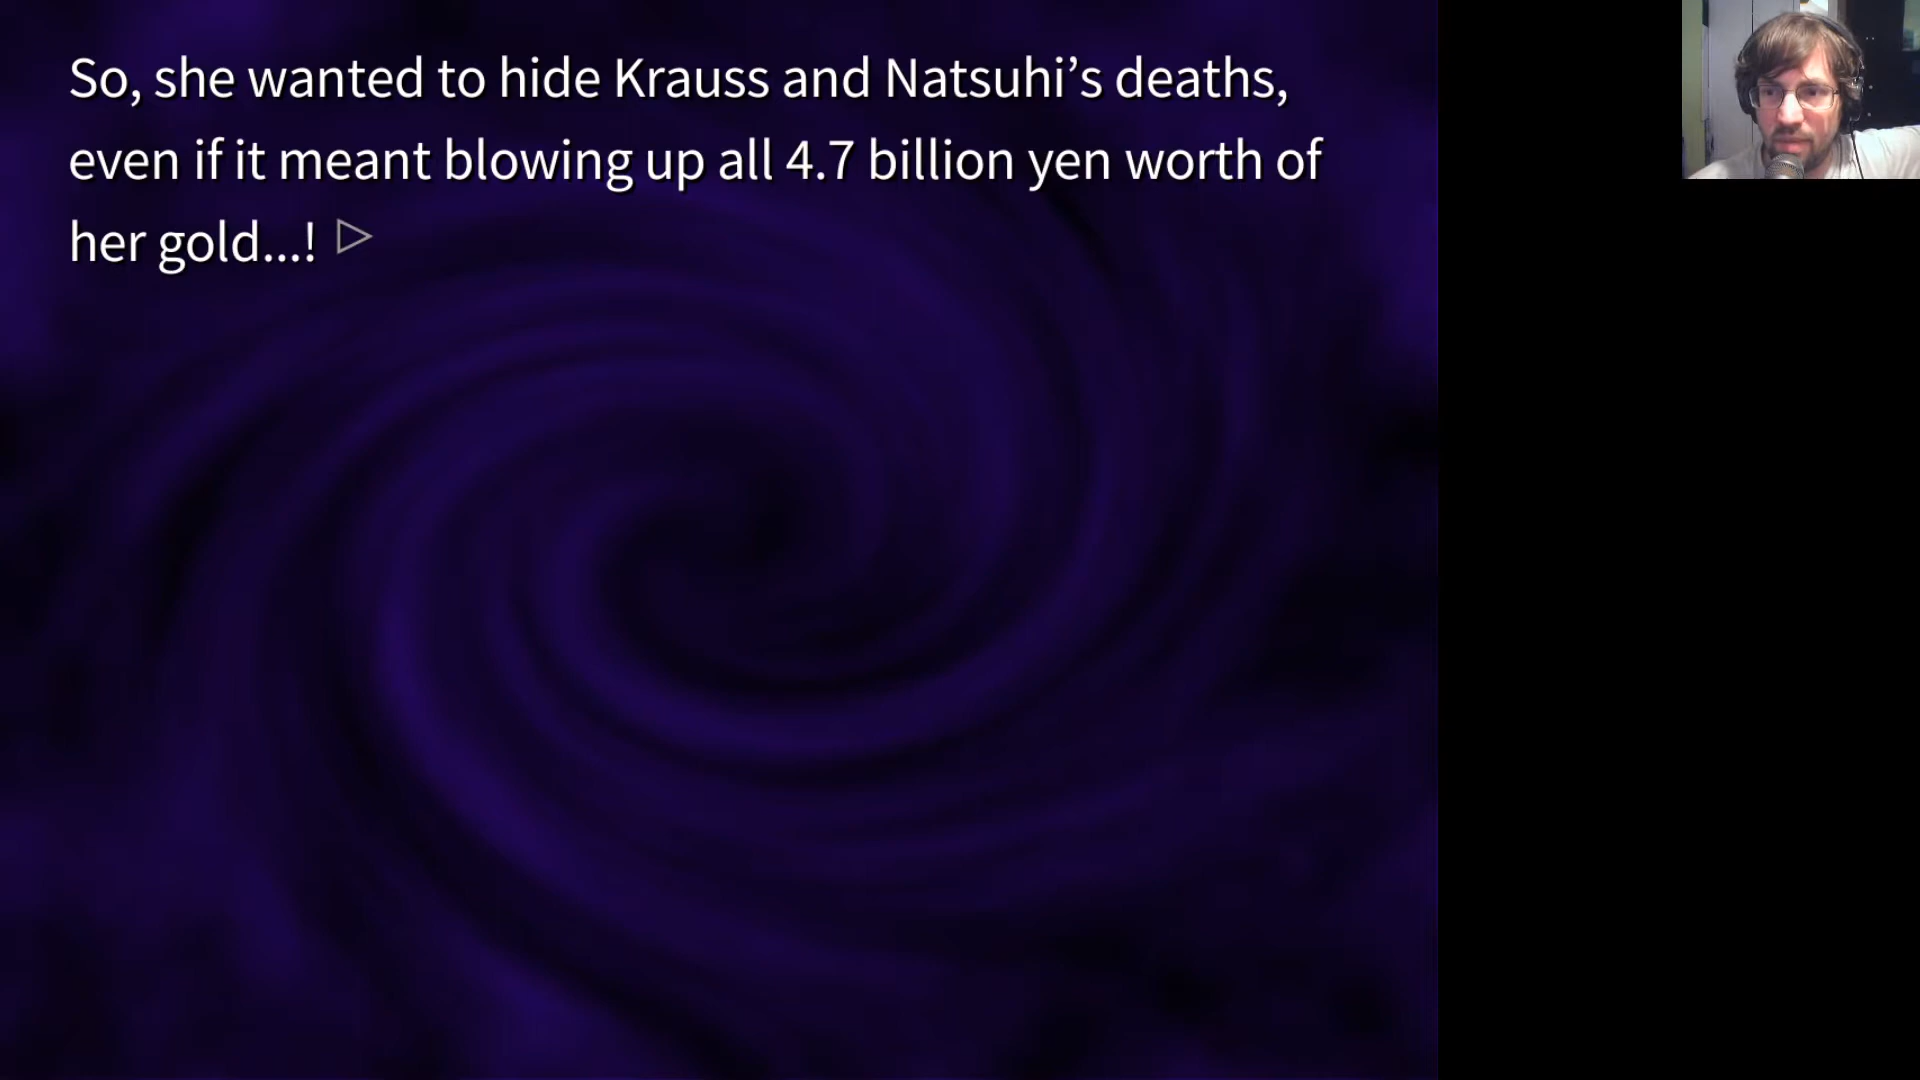 So, she wanted to hide Krauss and Natsuhi’s deaths,
even if it meant blowing up all 4.7 billion yen worth of
her gold...!